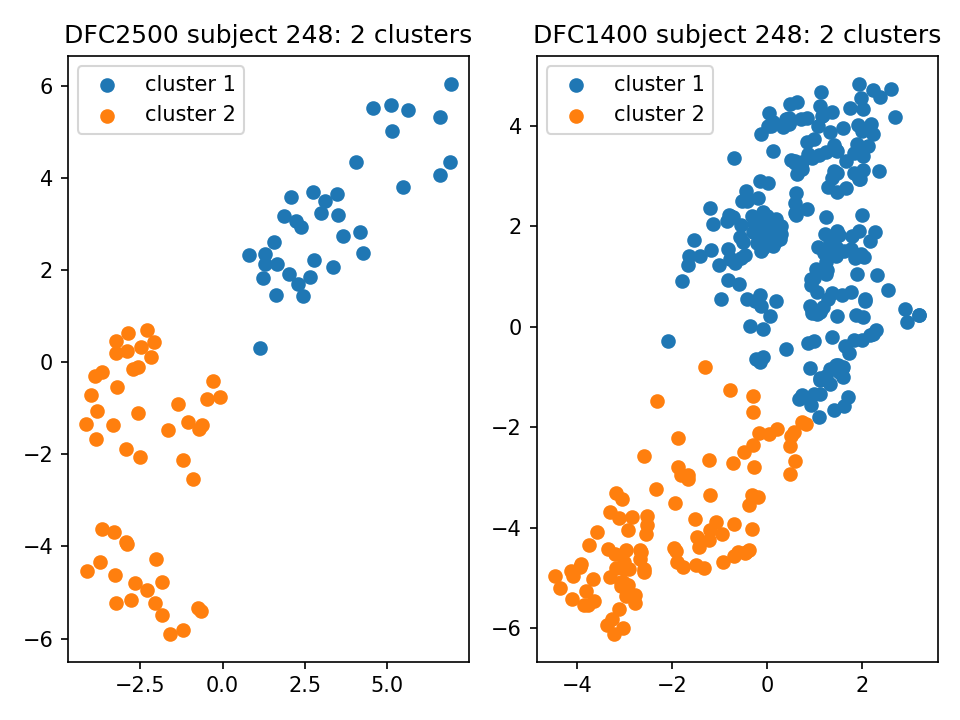 DFC2500 subject 248: 2 clusters
cluster 1
cluster 2
6
4
2
0
−2
−4
−6
−2.5 0.0 2.5 5.0
DFC1400 subject 248: 2 clusters
cluster 1
cluster 2
4
2
0
−2
−4
−6
−4 −2 0 2